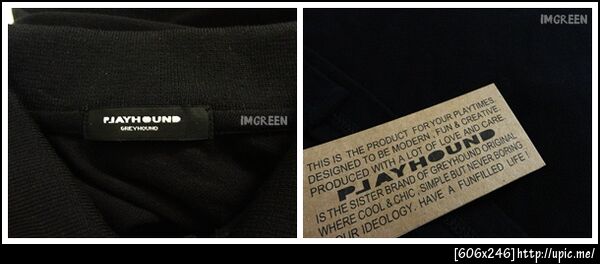 PJAYHOUND
GREYHOUND
IMGREEN
IMGREEN
THIS IS THE PRODUCT FOR YOUR PLAYTIMES.
DESIGNED TO BE MODERN, FUN & CREATIVE.
PRODUCED WITH A LOT OF LOVE AND CARE.
PJAYHOUND
IS THE SISTER BRAND OF GREYHOUND ORIGINAL
WHERE COOL & CHIC, SIMPLE BUT NEVER BORING
YOUR IDEOLOGY. HAVE A FUNFILLED LIFE !
[606x246]http://upic.me/